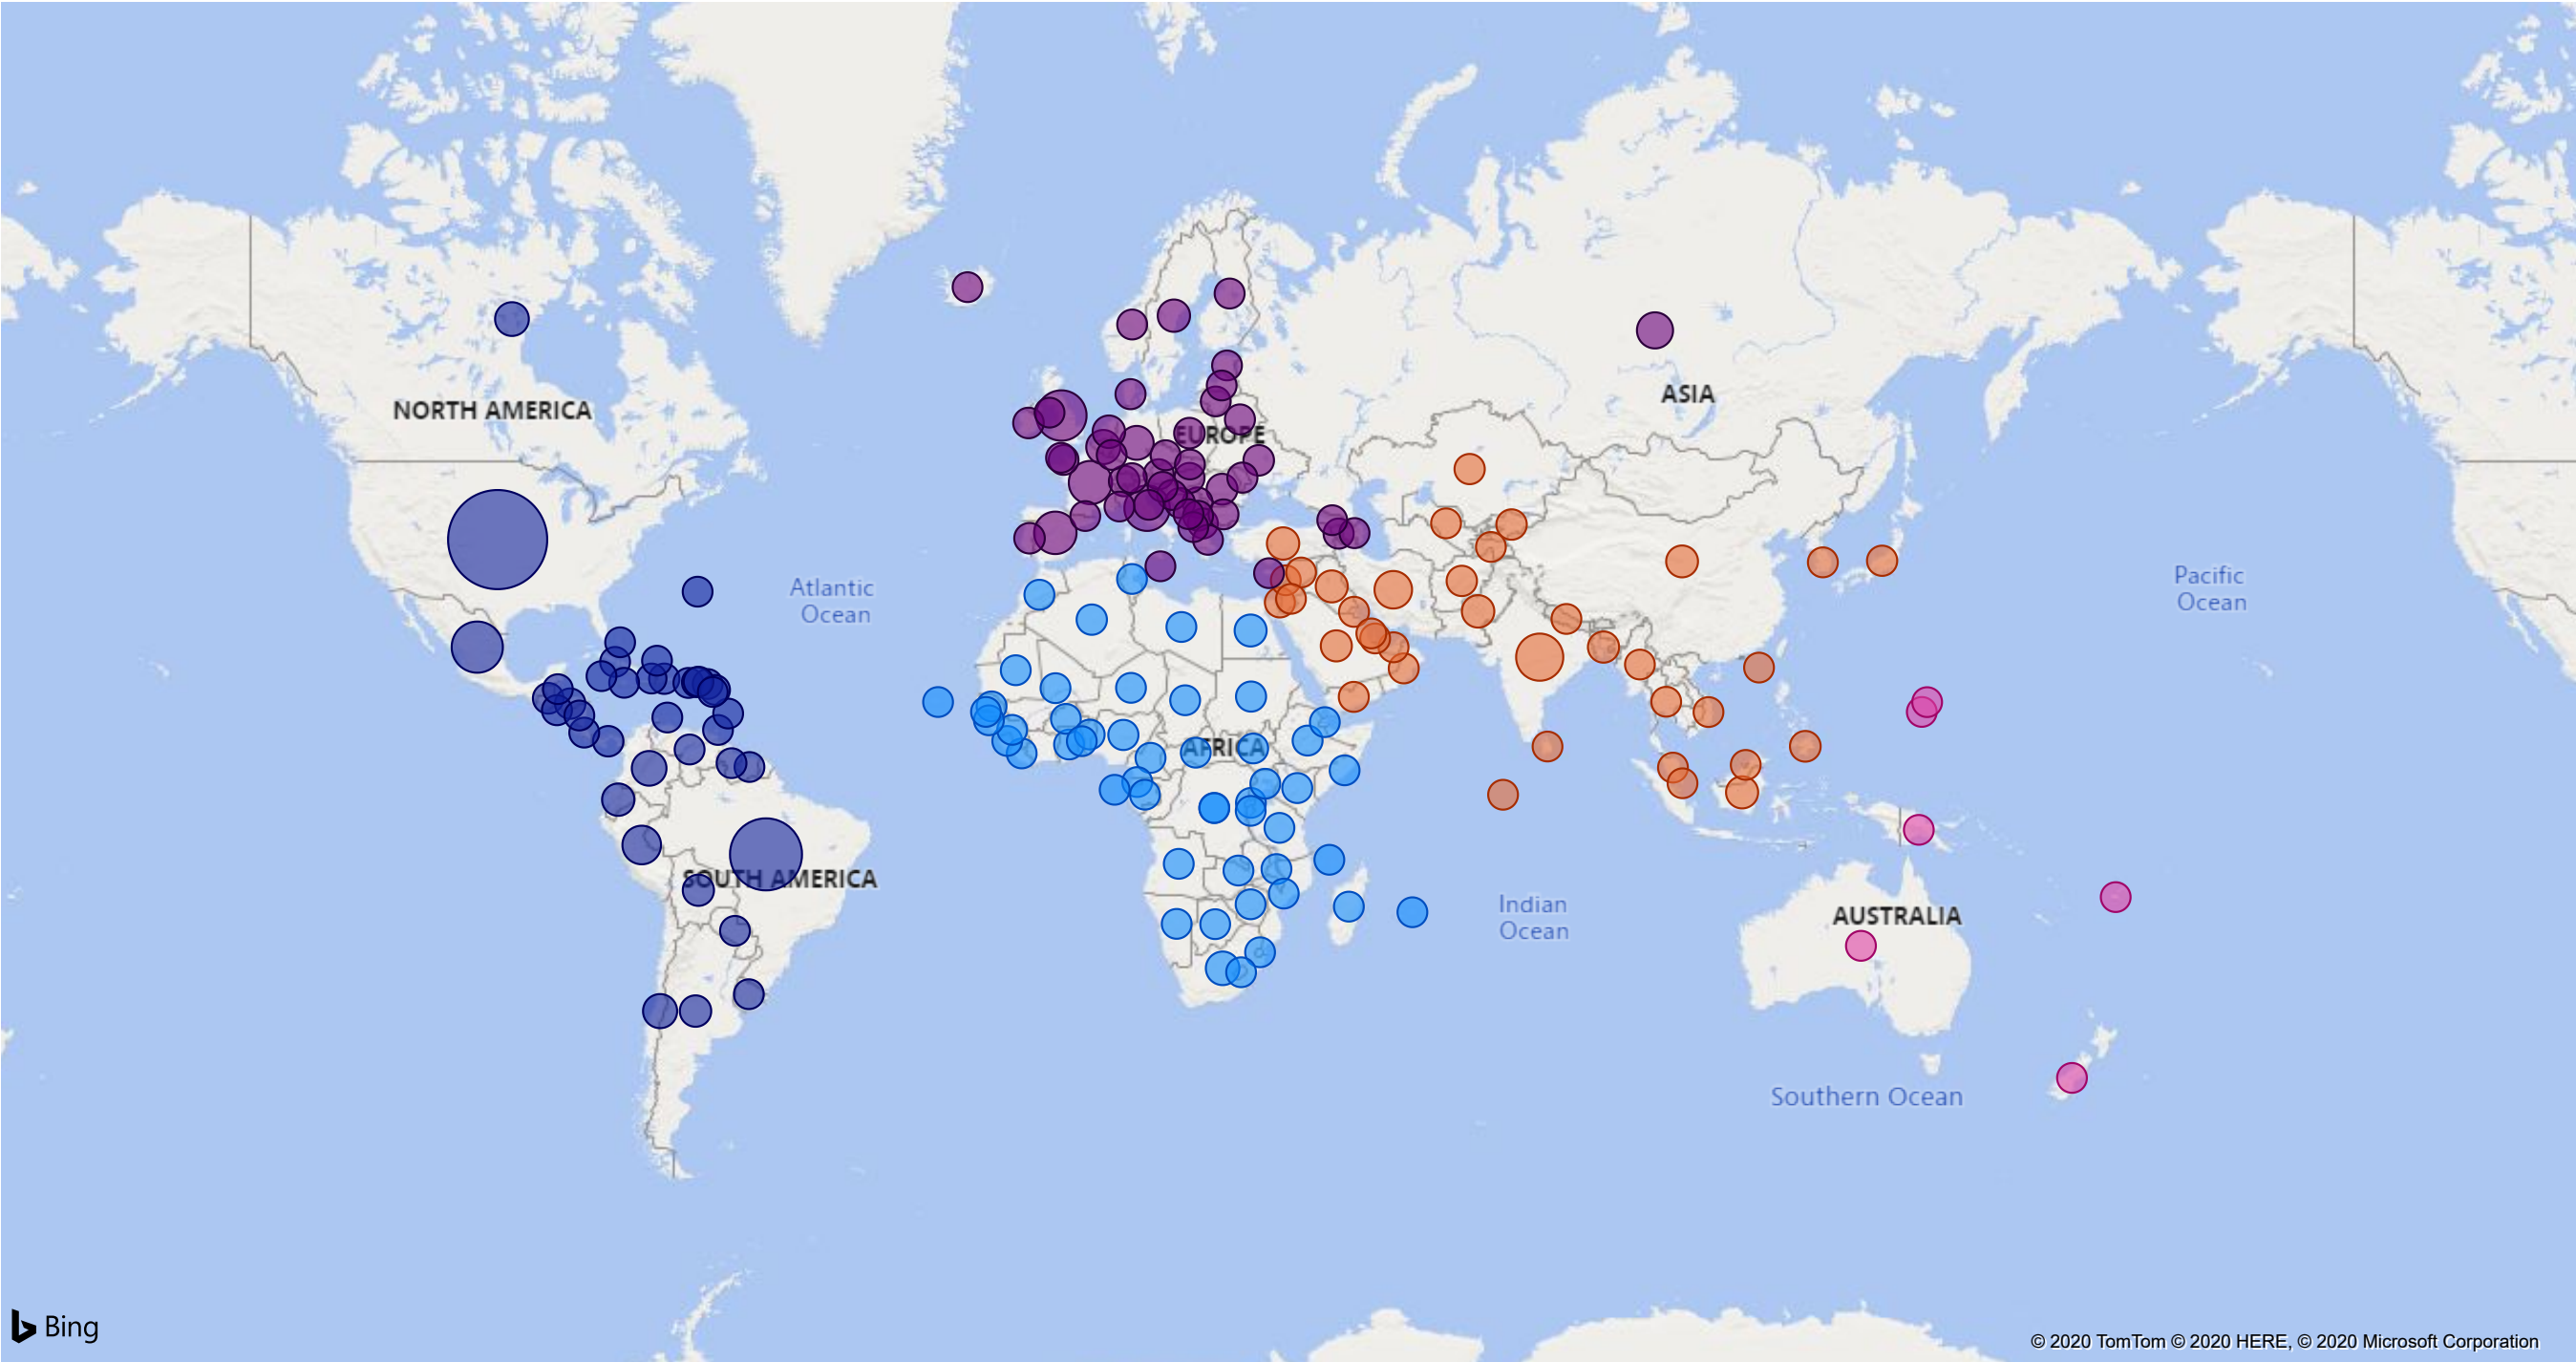 ASIA
NORTH AMERICA
EUROPE
Atlantic
Ocean
Pacific
Ocean
AFRICA
SOUTH AMERICA
Indian
Ocean
AUSTRALIA
Southern Ocean
Bing
© 2020 TomTom © 2020 HERE, © 2020 Microsoft Corporation